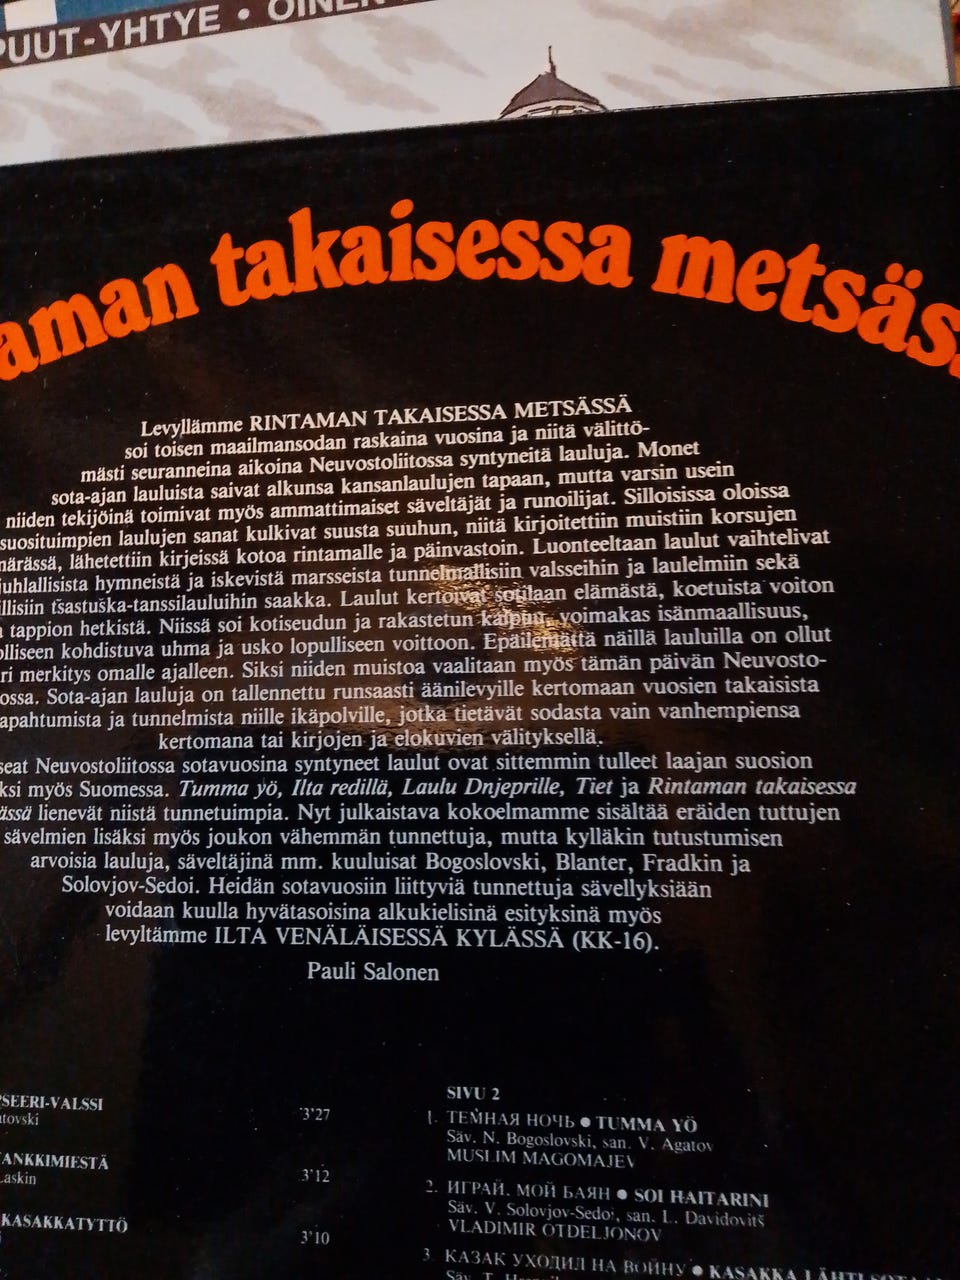 PUUT-YHTYE • OINEN
aman takaisessa metsäs
Levyllämme RINTAMAN TAKAISESSA METSÄSSÄ
soi toisen maailmansodan raskaina vuosina ja niitä välittö-
mästi seuranneina aikoina Neuvostoliitossa syntyneitä lauluja. Monet
sota-ajan lauluista saivat alkunsa kansanlaulujen tapaan, mutta varsin usein
niiden tekijöinä toimivat myös ammattimaiset säveltäjät ja runoilijat. Silloisissa oloissa
suosituimpien laulujen sanat kulkivat suusta suuhun, niitä kirjoitettiin muistiin korsujen
märässä, lähetettiin kirjeissä kotoa rintamalle ja päinvastoin. Luonteeltaan laulut vaihtelivat
juhlallisista hymneistä ja iskevistä marsseista tunnelmallisiin valsseihin ja laulelmiin sekä
llisiin tšastuška-tanssilauluihin saakka. Laulut kertoivat sotilaan elämästä, koetuista voiton
tappion hetkistä. Niissä soi kotiseudun ja rakastetun kaipuu, voimakas isänmaallisuus,
olliseen kohdistuva uhma ja usko lopulliseen voittoon. Epäilemättä näillä lauluilla on ollut
ri merkitys omalle ajalleen. Siksi niiden muistoa vaalitaan myös tämän päivän Neuvosto-
ossa. Sota-ajan lauluja on tallennettu runsaasti äänilevyille kertomaan vuosien takaisista
apahtumista ja tunnelmista niille ikäpolville, jotka tietävät sodasta vain vanhempiensa
kertomana tai kirjojen ja elokuvien välityksellä.
seat Neuvostoliitossa sotavuosina syntyneet laulut ovat sittemmin tulleet laajan suosion
ksi myös Suomessa. Tumma yö, Ilta redillä, Laulu Dnjeprille, Tiet ja Rintaman takaisessa
ässä lienevät niistä tunnetuimpia. Nyt julkaistava kokoelmamme sisältää eräiden tuttujen
sävelmien lisäksi myös joukon vähemmän tunnettuja, mutta kylläkin tutustumisen
arvoisia lauluja, säveltäjinä mm. kuuluisat Bogoslovski, Blanter, Fradkin ja
Solovjov-Sedoi. Heidän sotavuosiin liittyviä tunnettuja sävellyksiään
voidaan kuulla hyvätasoisina alkukielisinä esityksinä myös
levyltämme ILTA VENÄLÄISESSÄ KYLÄSSÄ (KK-16).
Pauli Salonen
SEERI-VALSSI 3'27
atovski
ANKKIMIESTÄ 3'12
Laskin
KASAKKATYTTÖ 3'10
SIVU 2
1. ТЕМНАЯ НОЧЬ ● TUMMA YÖ
Säv. N. Bogoslovski, san. V. Agatov
MUSLIM MAGOMAJEV
2. ИГРАЙ, МОЙ БАЯН ● SOI HAITARINI
Säv. V. Solovjov-Sedoi, san. L. Davidovitš
VLADIMIR OTDELJONOV
3. КАЗАК УХОДИЛ НА ВОЙНУ ● KASAKKA LÄHTI
Säv. T.